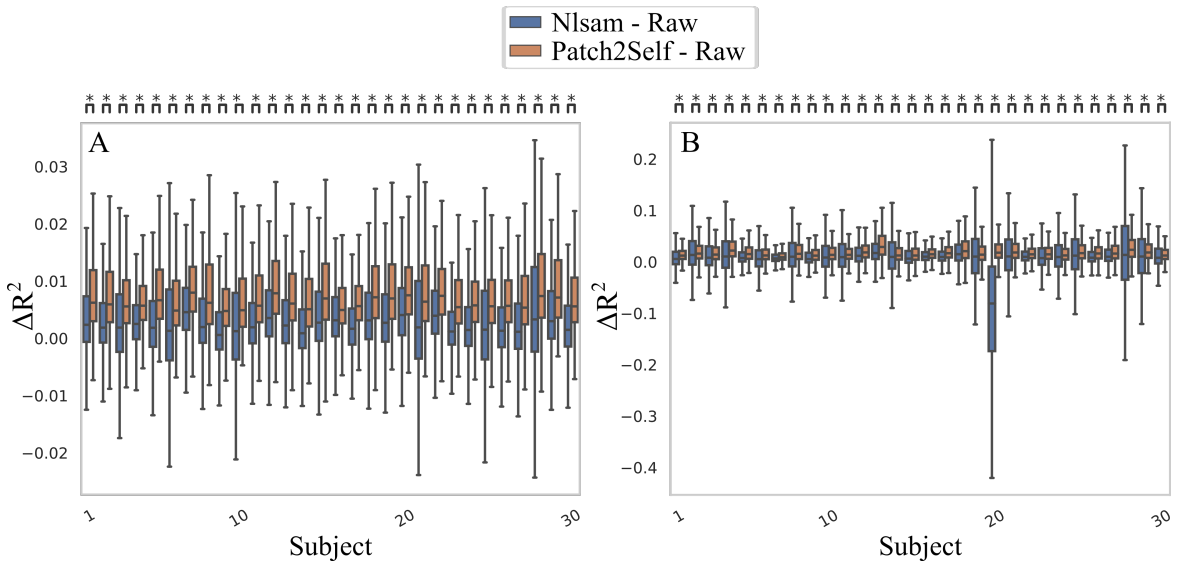 Nlsam - Raw
Patch2Self - Raw
* * * * * * * * * * * * * * * * * * * * * * * * * * * * * *
* * * * * * * * * * * * * * * * * * * * * * * * * * * * * *
A
0.03
0.02
0.01
0.00
−0.01
−0.02
ΔR²
1
10
20
30
Subject
B
0.2
0.1
0.0
−0.1
−0.2
−0.3
−0.4
ΔR²
1
10
20
30
Subject